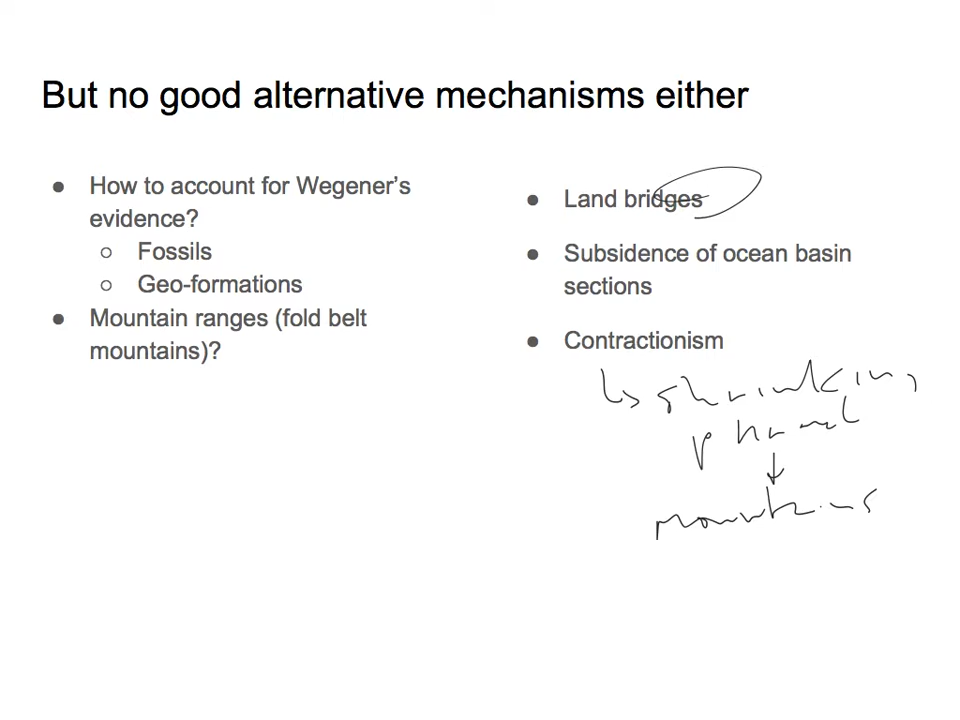 But no good alternative mechanisms either
● How to account for Wegener's
evidence?
○ Fossils
○ Geo-formations
● Mountain ranges (fold belt
mountains)?
● Land bridges
● Subsidence of ocean basin
sections
● Contractionism
↳ shrinking
↓
mountains